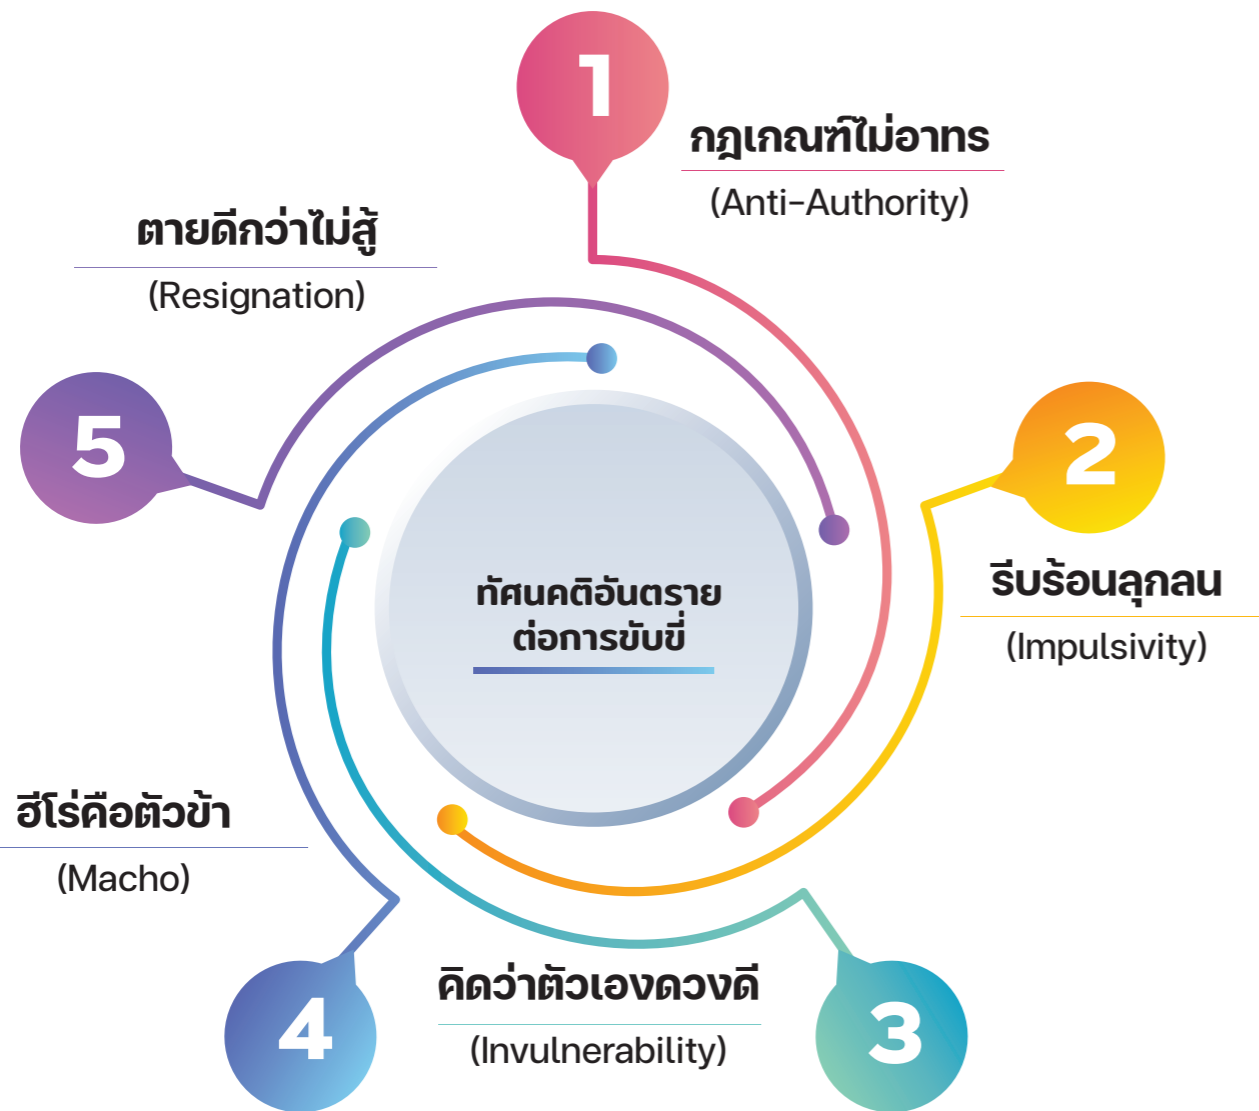 1
กฎเกณฑ์ไม่อาทร
(Anti-Authority)
2
รีบร้อนลุกลน
(Impulsivity)
3
คิดว่าตัวเองดวงดี
(Invulnerability)
4
ฮีโร่คือตัวข้า
(Macho)
5
ตายดีกว่าไม่สู้
(Resignation)
ทัศนคติอันตราย
ต่อการขับขี่